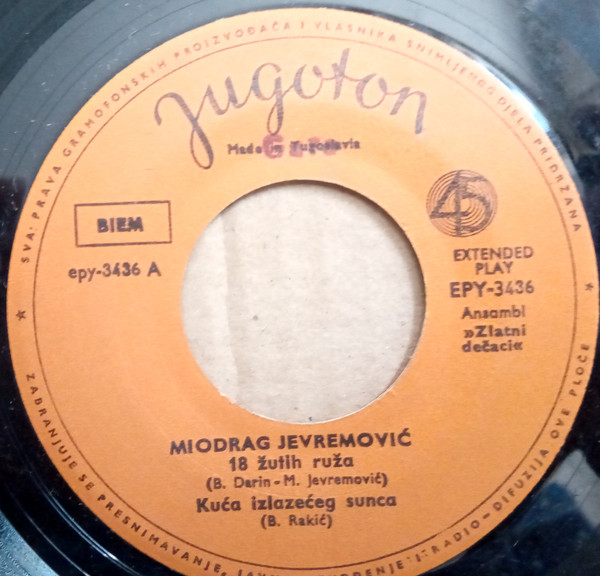 SVA PRAVA GRAMOFONSKIH PROIZVOĐAČA I VLASNIKA SNIMLJENOG DJELA PRIDRŽANA
Jugoton
Made in Yugoslavia
BIEM
epy-3436 A
45
EXTENDED
PLAY
EPY-3436
Ansambl
»Zlatni
dečaci«
MIODRAG JEVREMOVIĆ
18 žutih ruža
(B. Darin - M. Jevremović)
Kuća izlazećeg sunca
(B. Rakić)
ZABRANJUJE SE PRESNIMAVANJE, RADIO-DIFUZIJA OVE PLOČE